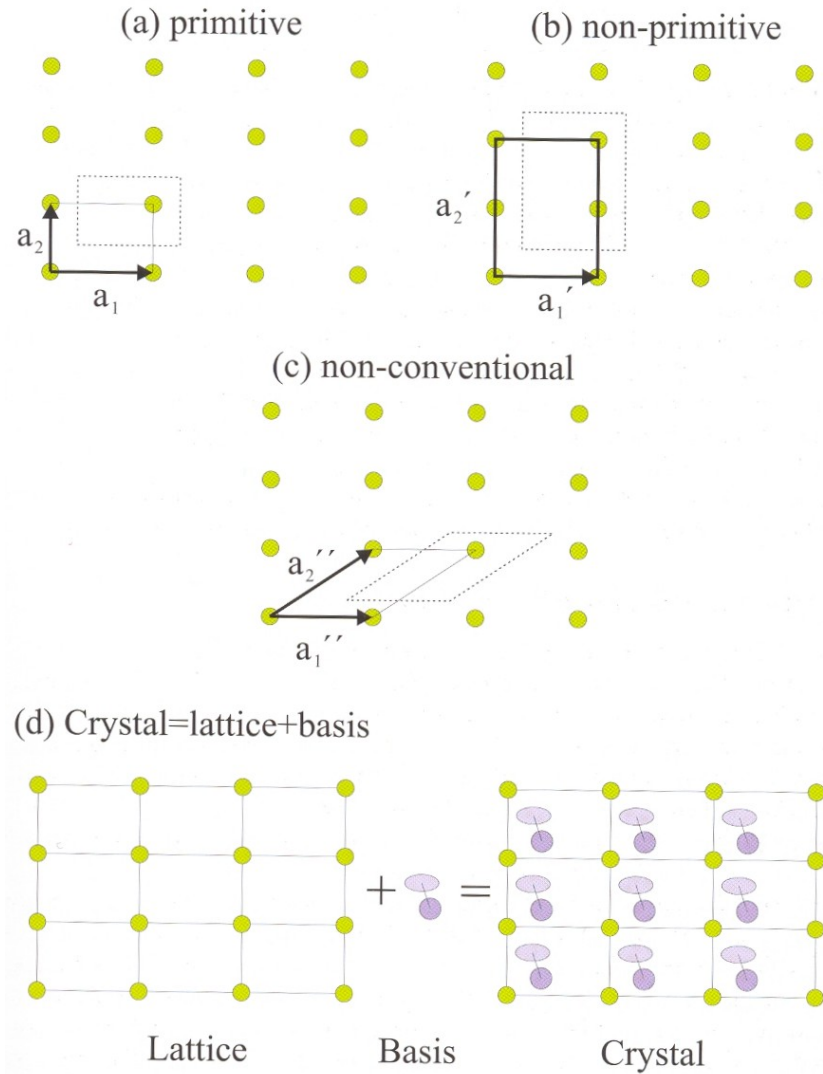 (a) primitive
(b) non-primitive
a₂
a₁
a₂′
a₁′
(c) non-conventional
a₂′′
a₁′′
(d) Crystal=lattice+basis
+ =
Lattice Basis Crystal